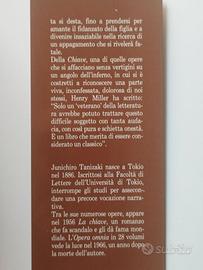 ta si desta, fino a prendersi per
amante il fidanzato della figlia e a
divenire insaziabile nella ricerca di
un appagamento che si rivelerà fa-
tale.
Della Chiave, una di quelle opere
che si affacciano senza vertigini su
un angolo dell'inferno, in cui si è
costretti a riconoscere una parte
viva, inconfessata, dolorosa di noi
stessi, Henry Miller ha scritto:
"Solo un 'veterano' della lettera-
tura avrebbe potuto trattare questo
difficile soggetto con tanta auda-
cia, con così pura e schietta onestà.
È un libro che merita di essere con-
siderato un classico".
Junichiro Tanizaki nasce a Tokio
nel 1886. Iscrittosi alla Facoltà di
Lettere dell'Università di Tokio,
interrompe gli studi per assecon-
dare una precoce vocazione narra-
tiva.
Tra le sue numerose opere, appare
nel 1956 La chiave, un romanzo
che fa scandalo e gli dà fama mon-
diale. L'Opera omnia in 28 volumi
vede la luce nel 1966, un anno dopo
la morte dell'autore.
subito